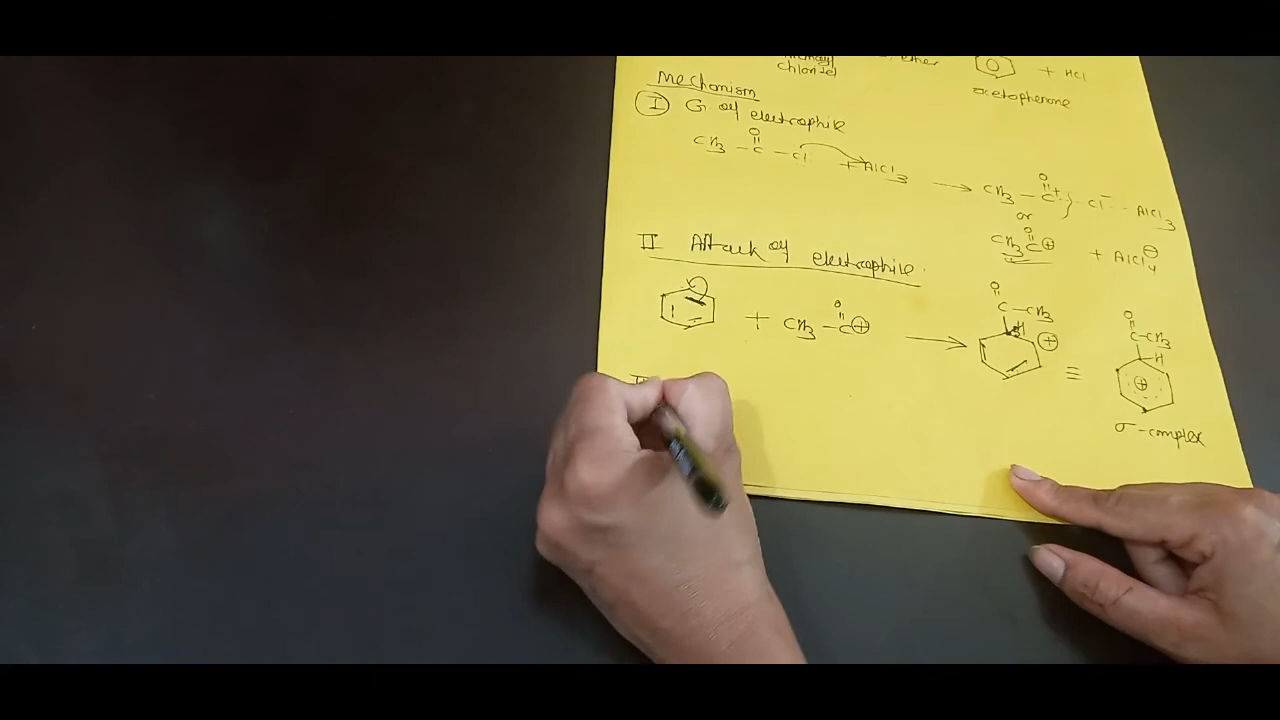 ether
chloride
+ HCl
acetophenone
Mechanism
I G. of electrophile
O
CH3 – C – Cl + AlCl3 → CH3 – C+ } Cl– -- AlCl3
or
O
CH3C⊕ + AlCl4⊖
II Attack of electrophile.
+ CH3 – C⊕ →
O
C – CH3
H ⊕
≡
O
C – CH3
H
⊕
σ-complex